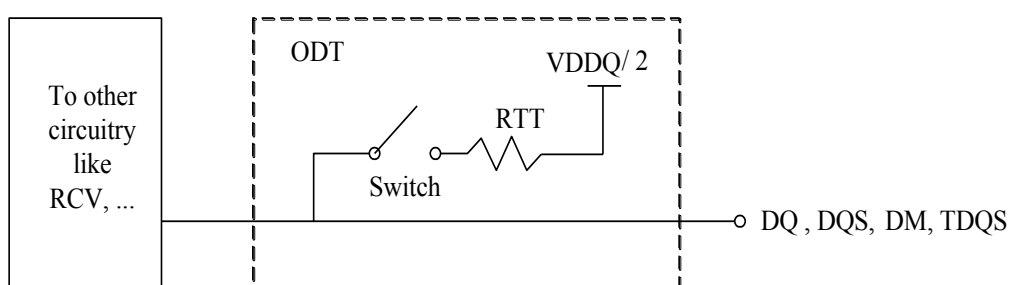 To other
circuitry
like
RCV, ...
ODT
VDDQ/ 2
RTT
Switch
DQ , DQS, DM, TDQS